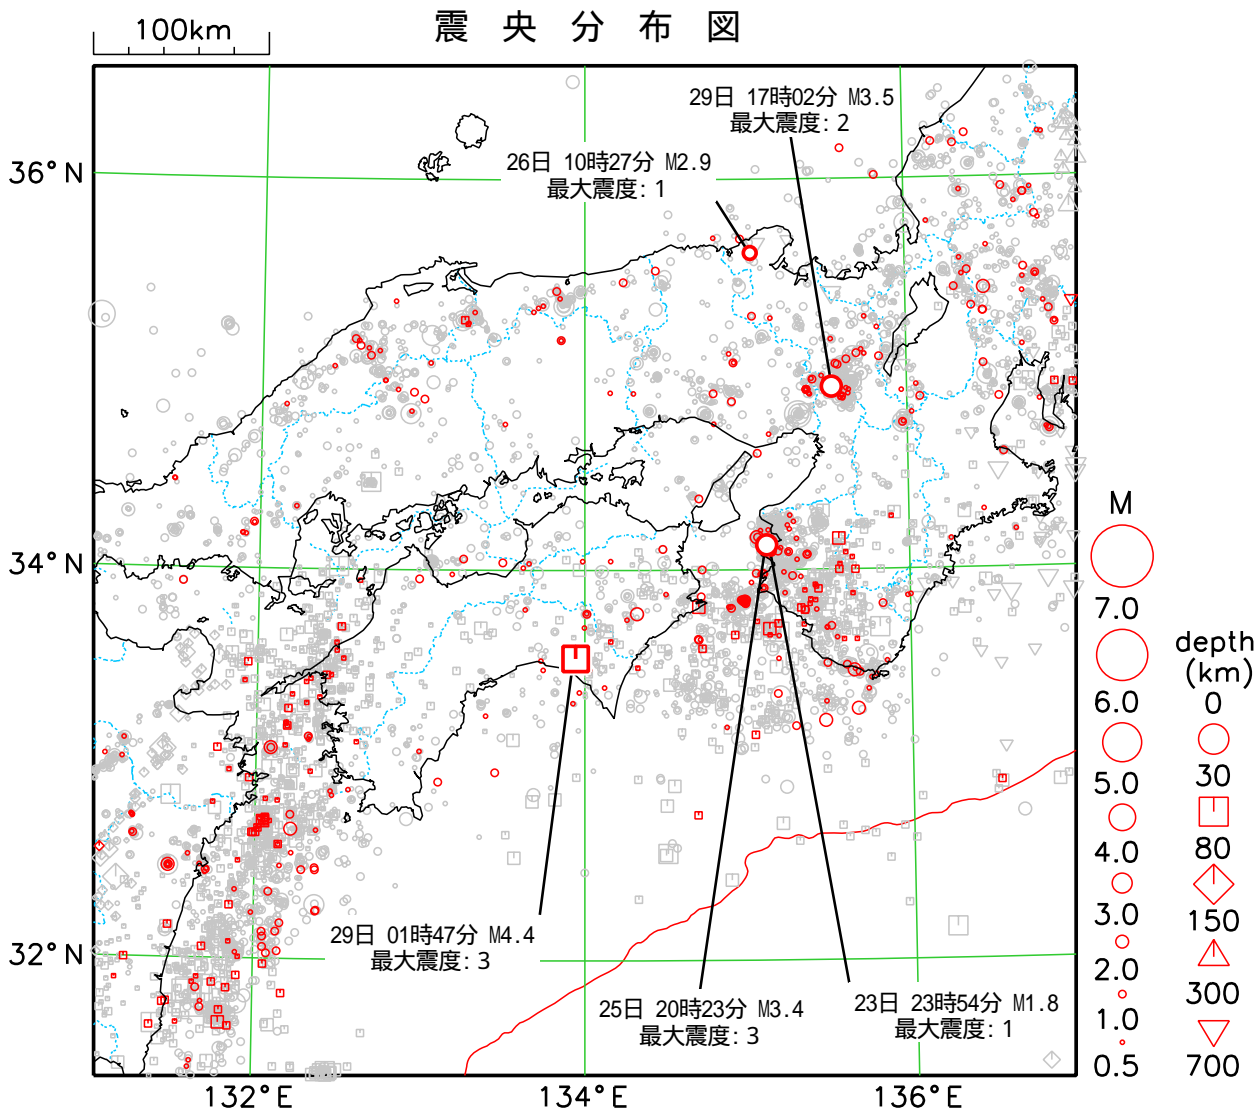 震央分布図
100km
29日 17時02分 M3.5
最大震度: 2
26日 10時27分 M2.9
最大震度: 1
36°N
34°N
32°N
29日 01時47分 M4.4
最大震度: 3
25日 20時23分 M3.4
最大震度: 3
23日 23時54分 M1.8
最大震度: 1
132°E
134°E
136°E
M
7.0
6.0
5.0
4.0
3.0
2.0
1.0
0.5
depth
(km)
0
30
80
150
300
700